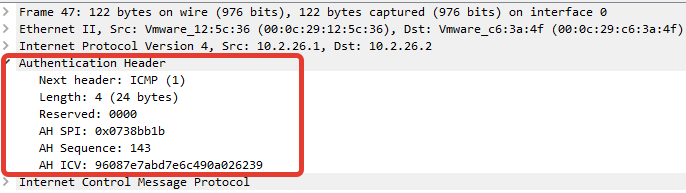 Frame 47: 122 bytes on wire (976 bits), 122 bytes captured (976 bits) on interface 0
Ethernet II, Src: Vmware_12:5c:36 (00:0c:29:12:5c:36), Dst: Vmware_c6:3a:4f (00:0c:29:c6:3a:4f)
Internet Protocol Version 4, Src: 10.2.26.1, Dst: 10.2.26.2
Authentication Header
Next header: ICMP (1)
Length: 4 (24 bytes)
Reserved: 0000
AH SPI: 0x0738bb1b
AH Sequence: 143
AH ICV: 96087e7abd7e6c490a026239
Internet Control Message Protocol